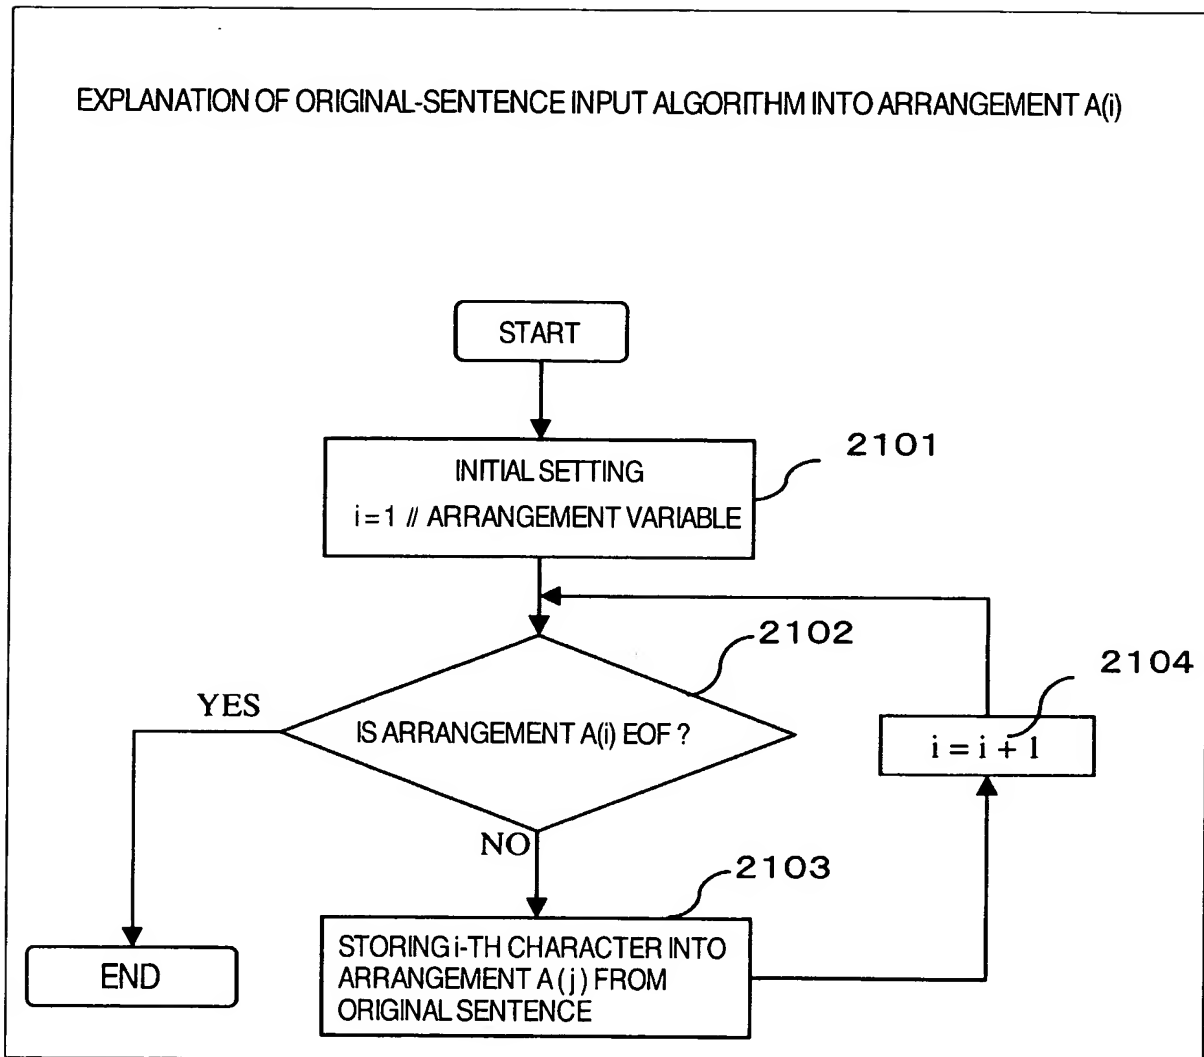 EXPLANATION OF ORIGINAL-SENTENCE INPUT ALGORITHM INTO ARRANGEMENT A(i)
START
2101
INITIAL SETTING
i = 1 // ARRANGEMENT VARIABLE
2102
2104
YES
IS ARRANGEMENT A(i) EOF ?
i = i + 1
NO
2103
STORING i-TH CHARACTER INTO
ARRANGEMENT A ( j ) FROM
ORIGINAL SENTENCE
END